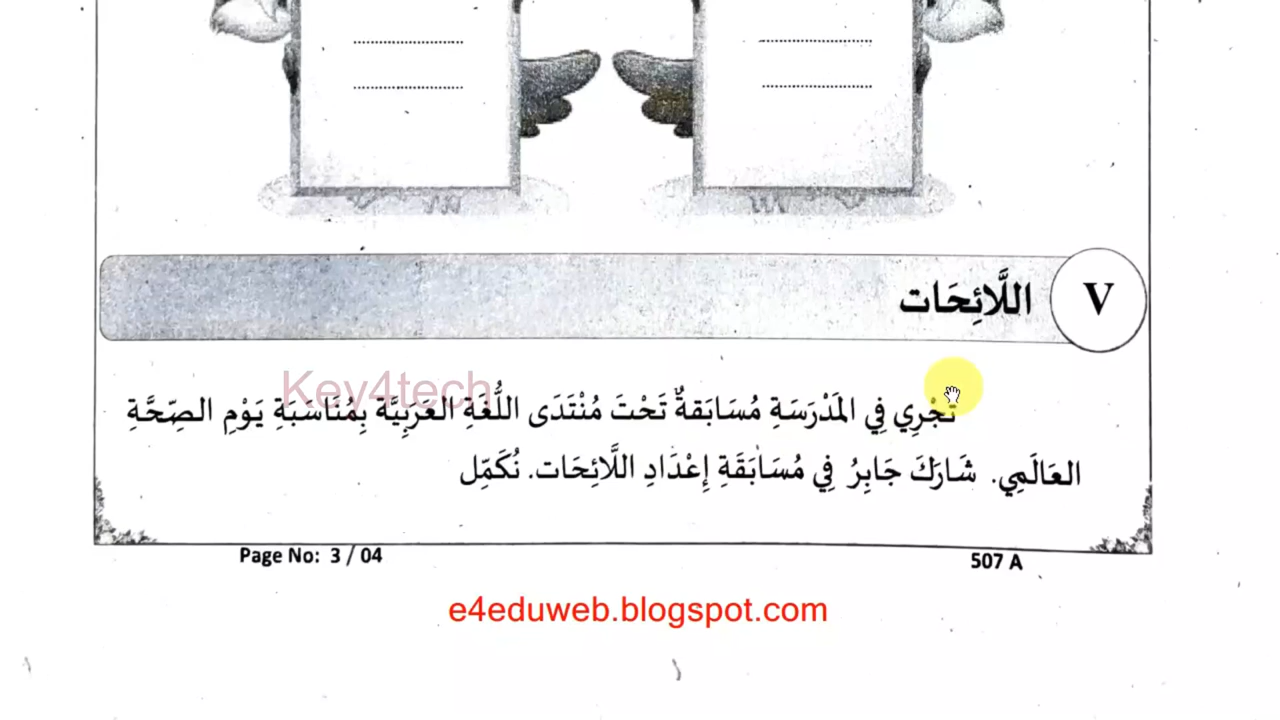 V
اللَّائِحَات
Key4tech
تَجْرِي فِي المَدْرَسَةِ مُسَابَقةٌ تَحْتَ مُنْتَدَى اللُّغَةِ العَرَبِيَّة بِمُنَاسَبَةِ يَوْمِ الصِّحَّةِ
العَالَمِي. شَارَكَ جَابِرُ فِي مُسَابَقَةِ إِعْدَادِ اللَّائِحَات. نُكَمِّل
Page No: 3 / 04
507 A
e4eduweb.blogspot.com